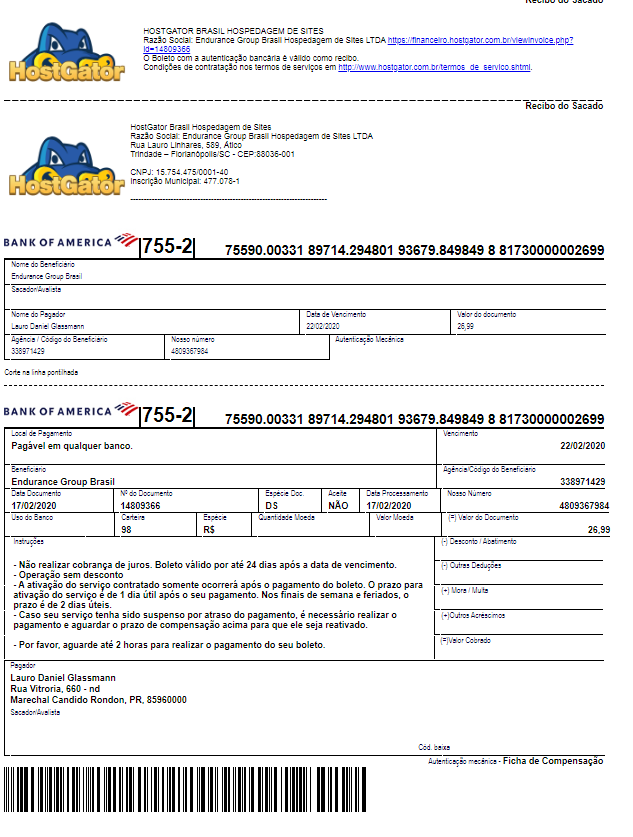 Recibo do Sacado
HOSTGATOR BRASIL HOSPEDAGEM DE SITES
Razão Social: Endurance Group Brasil Hospedagem de Sites LTDA https://financeiro.hostgator.com.br/viewinvoice.php?
id=14809366
O Boleto com a autenticação bancária é válido como recibo.
Condições de contratação nos termos de serviços em http://www.hostgator.com.br/termos_de_servico.shtml.
HostGator
Recibo do Sacado
HostGator Brasil Hospedagem de Sites
Razão Social: Endurance Group Brasil Hospedagem de Sites LTDA
Rua Lauro Linhares, 589, Ático
Trindade – Florianópolis/SC - CEP:88036-001
CNPJ: 15.754.475/0001-40
Inscrição Municipal: 477.078-1
HostGator
BANK OF AMERICA 755-2 75590.00331 89714.294801 93679.849849 8 81730000002699
Nome do Beneficiário
Endurance Group Brasil
Sacador/Avalista
Nome do Pagador Data de Vencimento Valor do documento
Lauro Daniel Glassmann 22/02/2020 26,99
Agência / Código do Beneficiário Nosso número Autenticação Mecânica
338971429 4809367984
Corte na linha pontilhada
BANK OF AMERICA 755-2 75590.00331 89714.294801 93679.849849 8 81730000002699
Local de Pagamento Vencimento
Pagável em qualquer banco. 22/02/2020
Beneficiário Agência/Código do Beneficiário
Endurance Group Brasil 338971429
Data Documento Nº do Documento Espécie Doc. Aceite Data Processamento Nosso Número
17/02/2020 14809366 DS NÃO 17/02/2020 4809367984
Uso do Banco Carteira Espécie Quantidade Moeda Valor Moeda (=) Valor do Documento
98 R$ 26,99
Instruções (-) Desconto / Abatimento
- Não realizar cobrança de juros. Boleto válido por até 24 dias após a data de vencimento.
- Operação sem desconto (-) Outras Deduções
- A ativação do serviço contratado somente ocorrerá após o pagamento do boleto. O prazo para
ativação do serviço é de 1 dia útil após o seu pagamento. Nos finais de semana e feriados, o (+) Mora / Multa
prazo é de 2 dias úteis.
- Caso seu serviço tenha sido suspenso por atraso do pagamento, é necessário realizar o (+)Outros Acréscimos
pagamento e aguardar o prazo de compensação acima para que ele seja reativado.
(=)Valor Cobrado
- Por favor, aguarde até 2 horas para realizar o pagamento do seu boleto.
Pagador
Lauro Daniel Glassmann
Rua Vitroria, 660 - nd
Marechal Candido Rondon, PR, 85960000
Sacador/Avalista
Cód. baixa
Autenticação mecânica - Ficha de Compensação